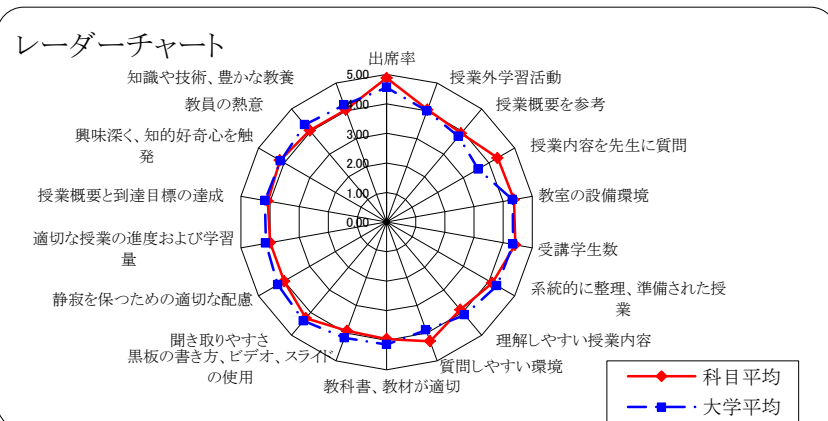 レーダーチャート
出席率
授業外学習活動
授業概要を参考
授業内容を先生に質問
教室の設備環境
受講学生数
系統的に整理、準備された授
業
理解しやすい授業内容
質問しやすい環境
教科書、教材が適切
黒板の書き方、ビデオ、スライド
の使用
聞き取りやすさ
静寂を保つための適切な配慮
適切な授業の進度および学習
量
授業概要と到達目標の達成
興味深く、知的好奇心を触
発
教員の熱意
知識や技術、豊かな教養
5.00
4.00
3.00
2.00
1.00
0.00
科目平均
大学平均